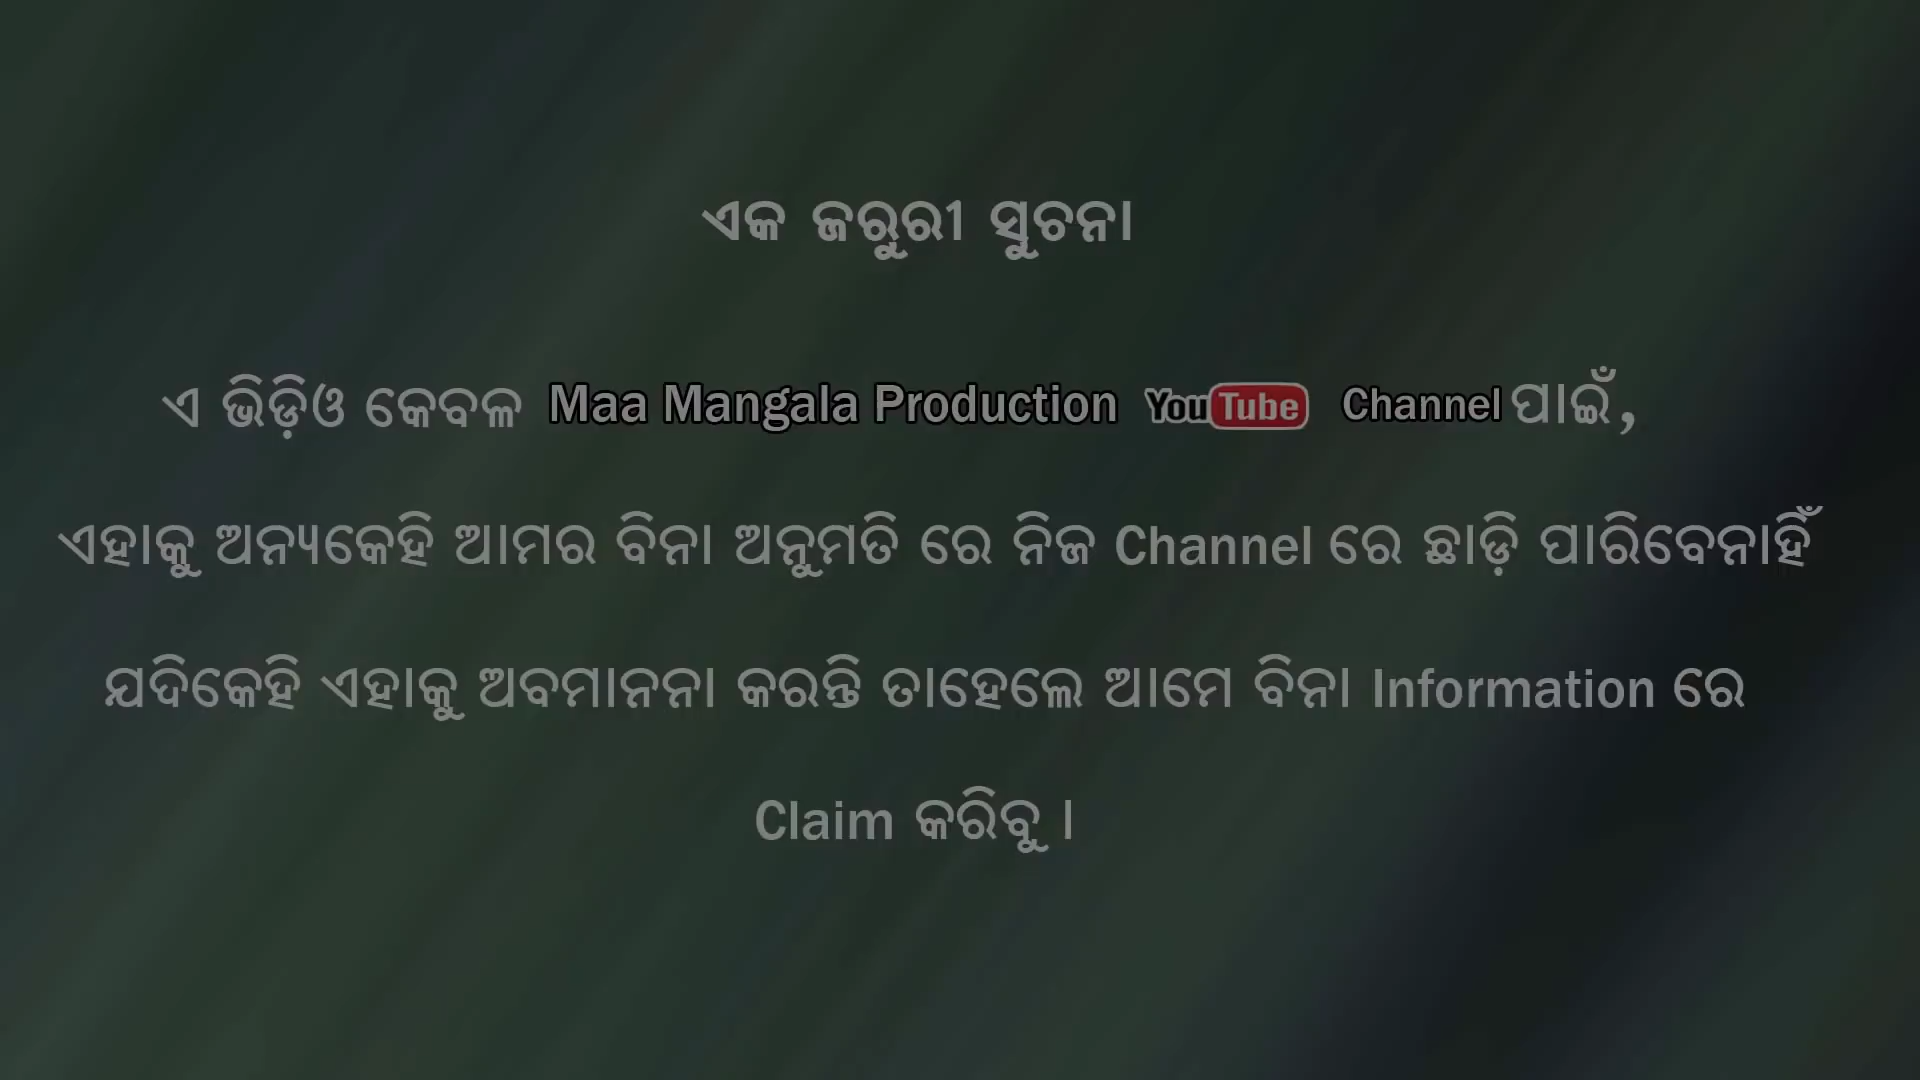 ଏକ ଜରୁରୀ ସୁଚନା
ଏ ଭିଡ଼ିଓ କେବଳ Maa Mangala Production YouTube Channel ପାଇଁ,
ଏହାକୁ ଅନ୍ୟକେହି ଆମର ବିନା ଅନୁମତି ରେ ନିଜ Channel ରେ ଛାଡ଼ି ପାରିବେନାହିଁ
ଯଦିକେହି ଏହାକୁ ଅବମାନନା କରନ୍ତି ତାହେଲେ ଆମେ ବିନା Information ରେ
Claim କରିବୁ ।